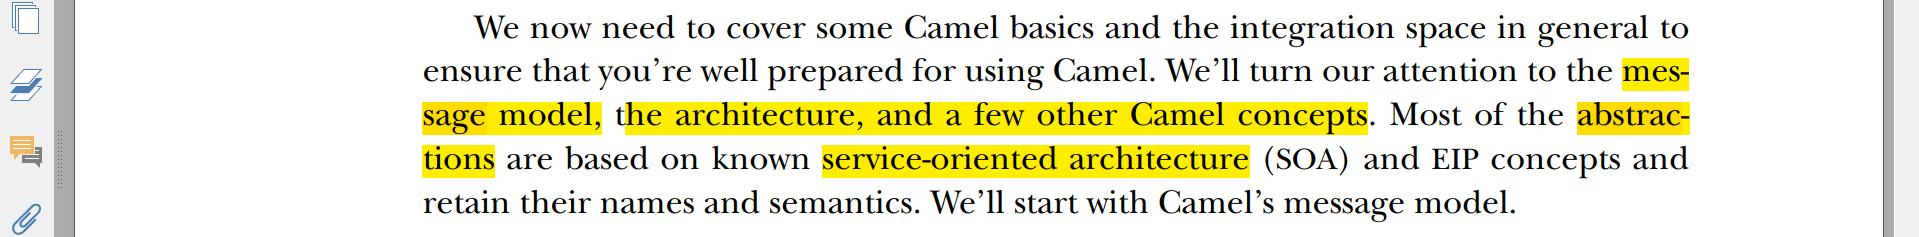 We now need to cover some Camel basics and the integration space in general to
ensure that you’re well prepared for using Camel. We’ll turn our attention to the mes-
sage model, the architecture, and a few other Camel concepts. Most of the abstrac-
tions are based on known service-oriented architecture (SOA) and EIP concepts and
retain their names and semantics. We’ll start with Camel’s message model.